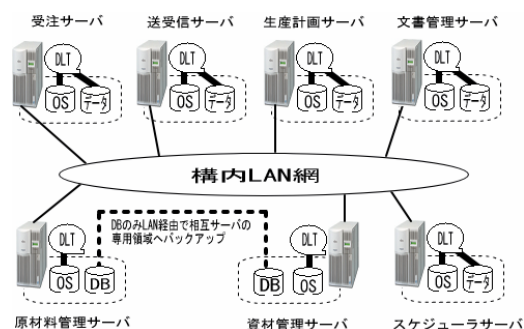 受注サーバ
送受信サーバ
生産計画サーバ
文書管理サーバ
DLT
OS
データ
DLT
OS
データ
DLT
OS
データ
DLT
OS
データ
構内LAN網
DBのみLAN経由で相互サーバの
専用領域へバックアップ
DLT
OS
DB
DLT
DB
OS
DLT
OS
データ
原材料管理サーバ
資材管理サーバ
スケジューラサーバ